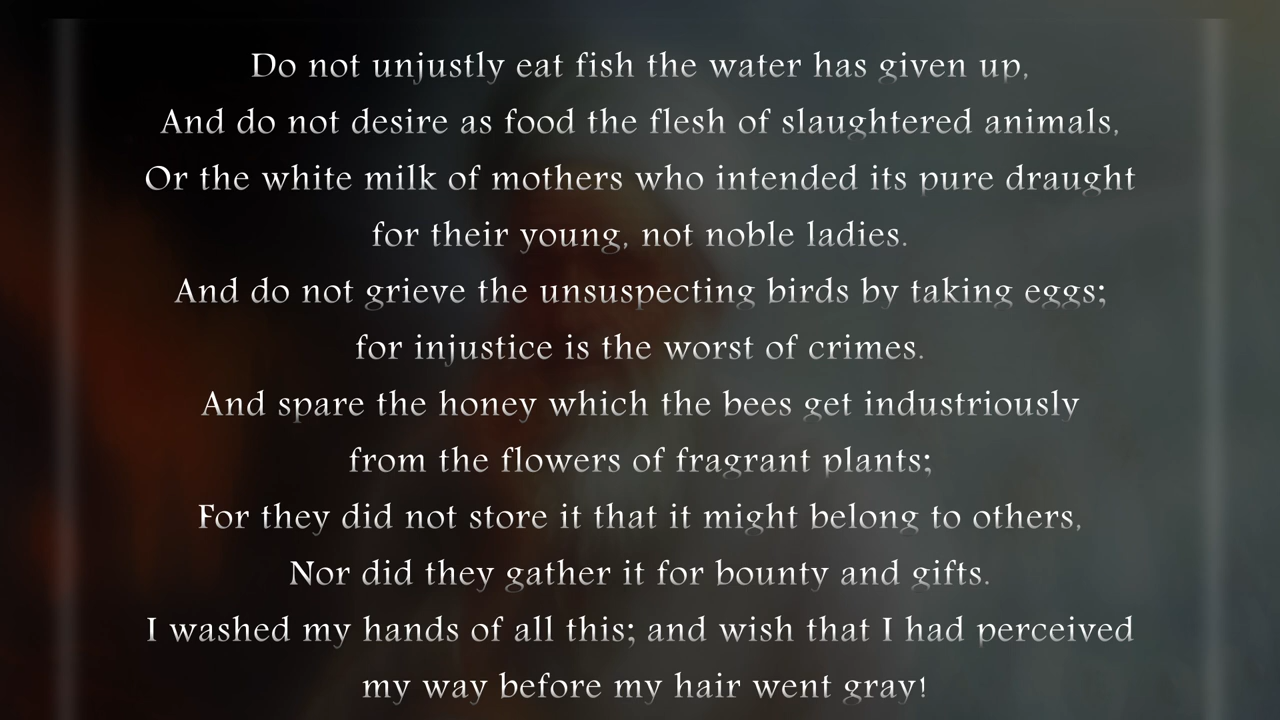 Do not unjustly eat fish the water has given up,
And do not desire as food the flesh of slaughtered animals,
Or the white milk of mothers who intended its pure draught
for their young, not noble ladies.
And do not grieve the unsuspecting birds by taking eggs;
for injustice is the worst of crimes.
And spare the honey which the bees get industriously
from the flowers of fragrant plants;
For they did not store it that it might belong to others,
Nor did they gather it for bounty and gifts.
I washed my hands of all this; and wish that I had perceived
my way before my hair went gray!